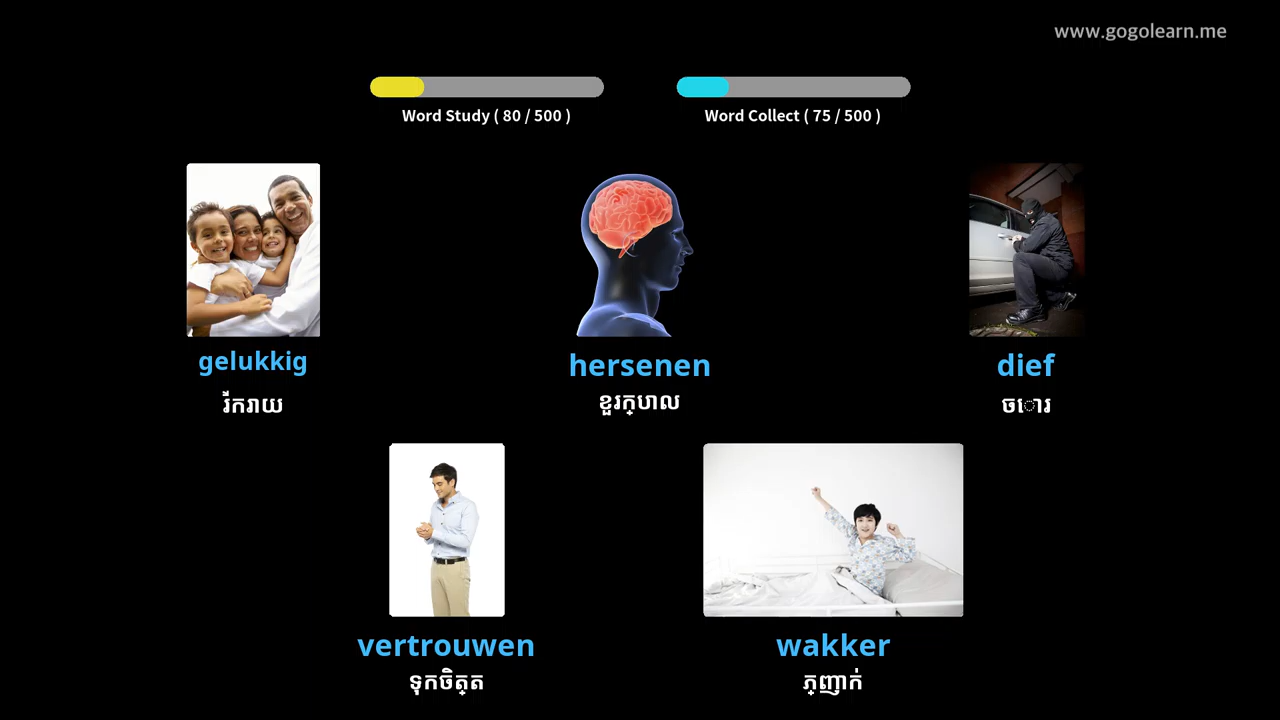 www.gogolearn.me
Word Study ( 80 / 500 )
Word Collect ( 75 / 500 )
gelukkig
រីករាយ
hersenen
ខួរក្បាល
dief
ចោរ
vertrouwen
ទុកចិត្ត
wakker
ភ្ញាក់